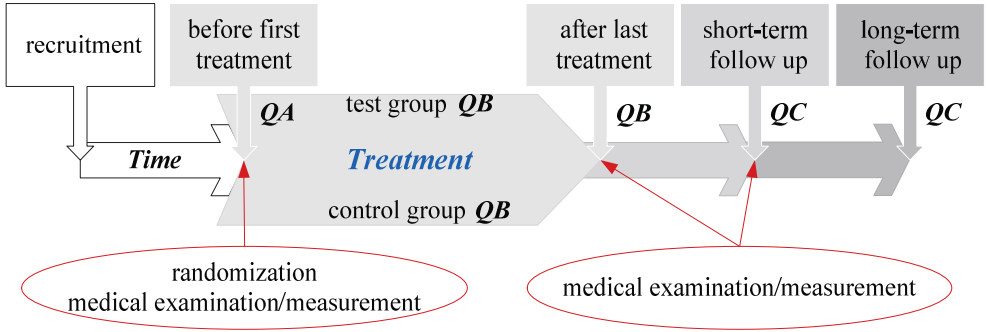 recruitment
before first
treatment
after last
treatment
short-term
follow up
long-term
follow up
QA
test group QB
QB
QC
QC
Time
Treatment
control group QB
randomization
medical examination/measurement
medical examination/measurement